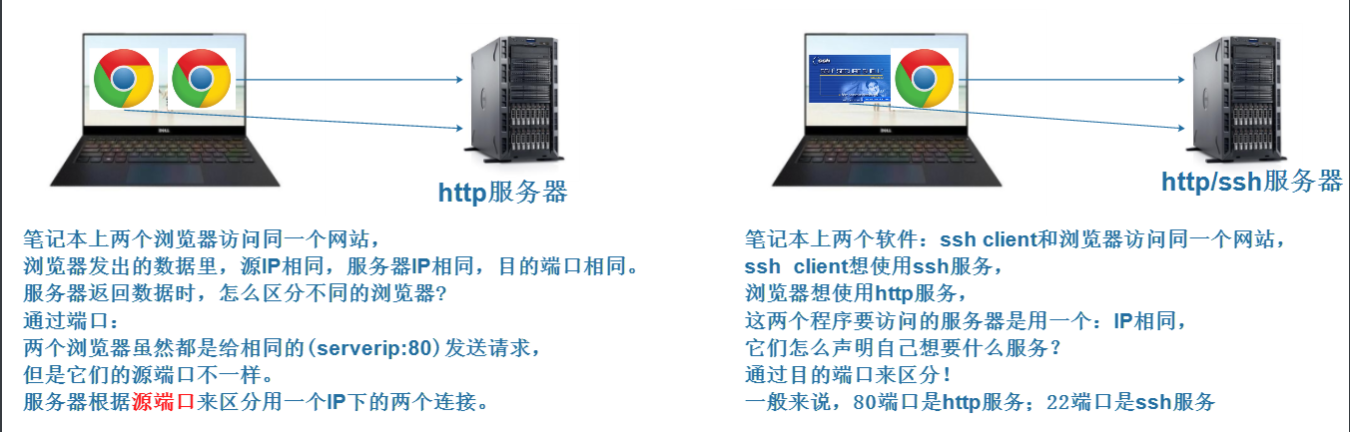 http服务器
笔记本上两个浏览器访问同一个网站，
浏览器发出的数据里，源IP相同，服务器IP相同，目的端口相同。
服务器返回数据时，怎么区分不同的浏览器?
通过端口：
两个浏览器虽然都是给相同的(serverip:80)发送请求，
但是它们的源端口不一样。
服务器根据源端口来区分用一个IP下的两个连接。
http/ssh服务器
笔记本上两个软件：ssh client和浏览器访问同一个网站，
ssh client想使用ssh服务，
浏览器想使用http服务，
这两个程序要访问的服务器是用一个：IP相同，
它们怎么声明自己想要什么服务？
通过目的端口来区分！
一般来说，80端口是http服务；22端口是ssh服务